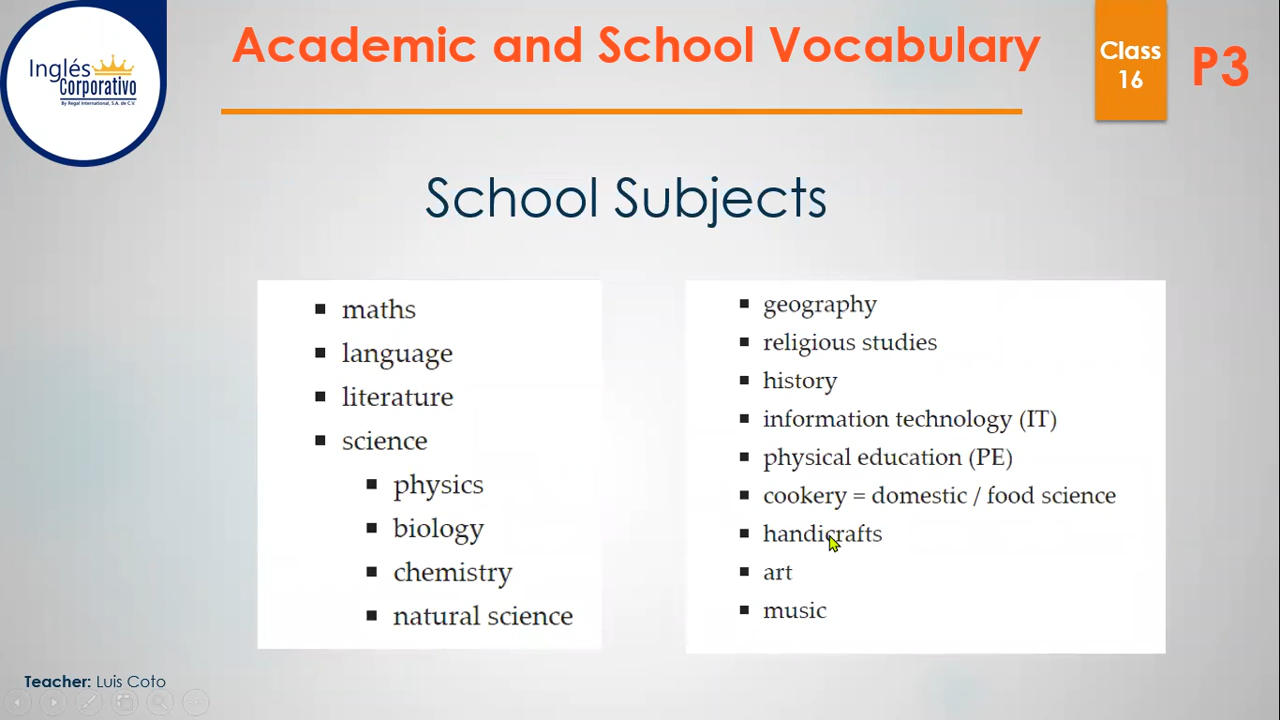 Inglés
Corporativo
By Regal International, S.A. de C.V.
Academic and School Vocabulary
Class
16
P3
School Subjects
maths
language
literature
science
physics
biology
chemistry
natural science
geography
religious studies
history
information technology (IT)
physical education (PE)
cookery = domestic / food science
handicrafts
art
music
Teacher: Luis Coto